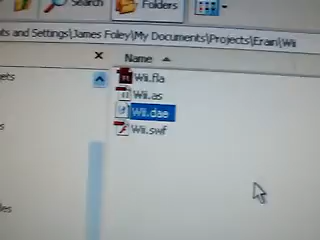 Search
Folders
nts and Settings\James Foley\My Documents\Projects\Erain\Wii
Name
Wii.fla
Wii.as
Wii.dae
Wii.swf